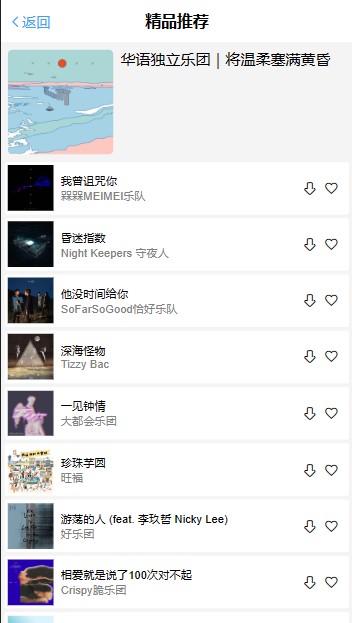 返回
精品推荐
华语独立乐团｜将温柔塞满黄昏
我曾诅咒你
槑槑MEIMEI乐队
昏迷指数
Night Keepers 守夜人
他没时间给你
SoFarSoGood恰好乐队
深海怪物
Tizzy Bac
一见钟情
大都会乐团
珍珠芋圆
旺福
游荡的人 (feat. 李玖哲 Nicky Lee)
好乐团
相爱就是说了100次对不起
Crispy脆乐团